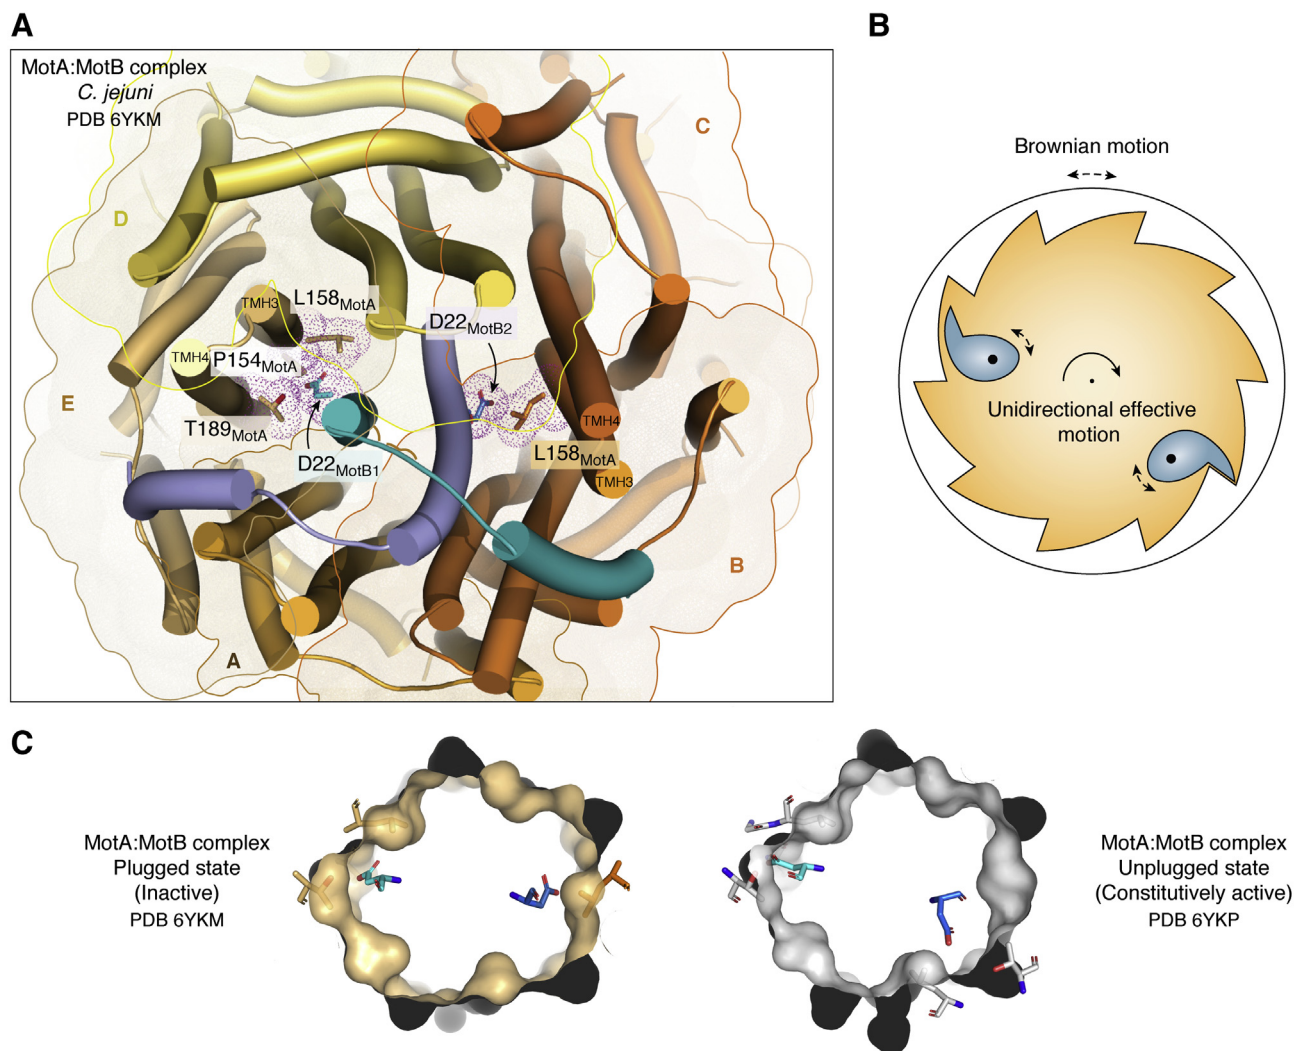 A
MotA:MotB complex
C. jejuni
PDB 6YKM
C
D
TMH3
L158MotA
D22MotB2
TMH4
P154MotA
E
T189MotA
TMH4
D22MotB1
L158MotA
TMH3
B
A
B
Brownian motion
Unidirectional effective
motion
C
MotA:MotB complex
Plugged state
(Inactive)
PDB 6YKM
MotA:MotB complex
Unplugged state
(Constitutively active)
PDB 6YKP